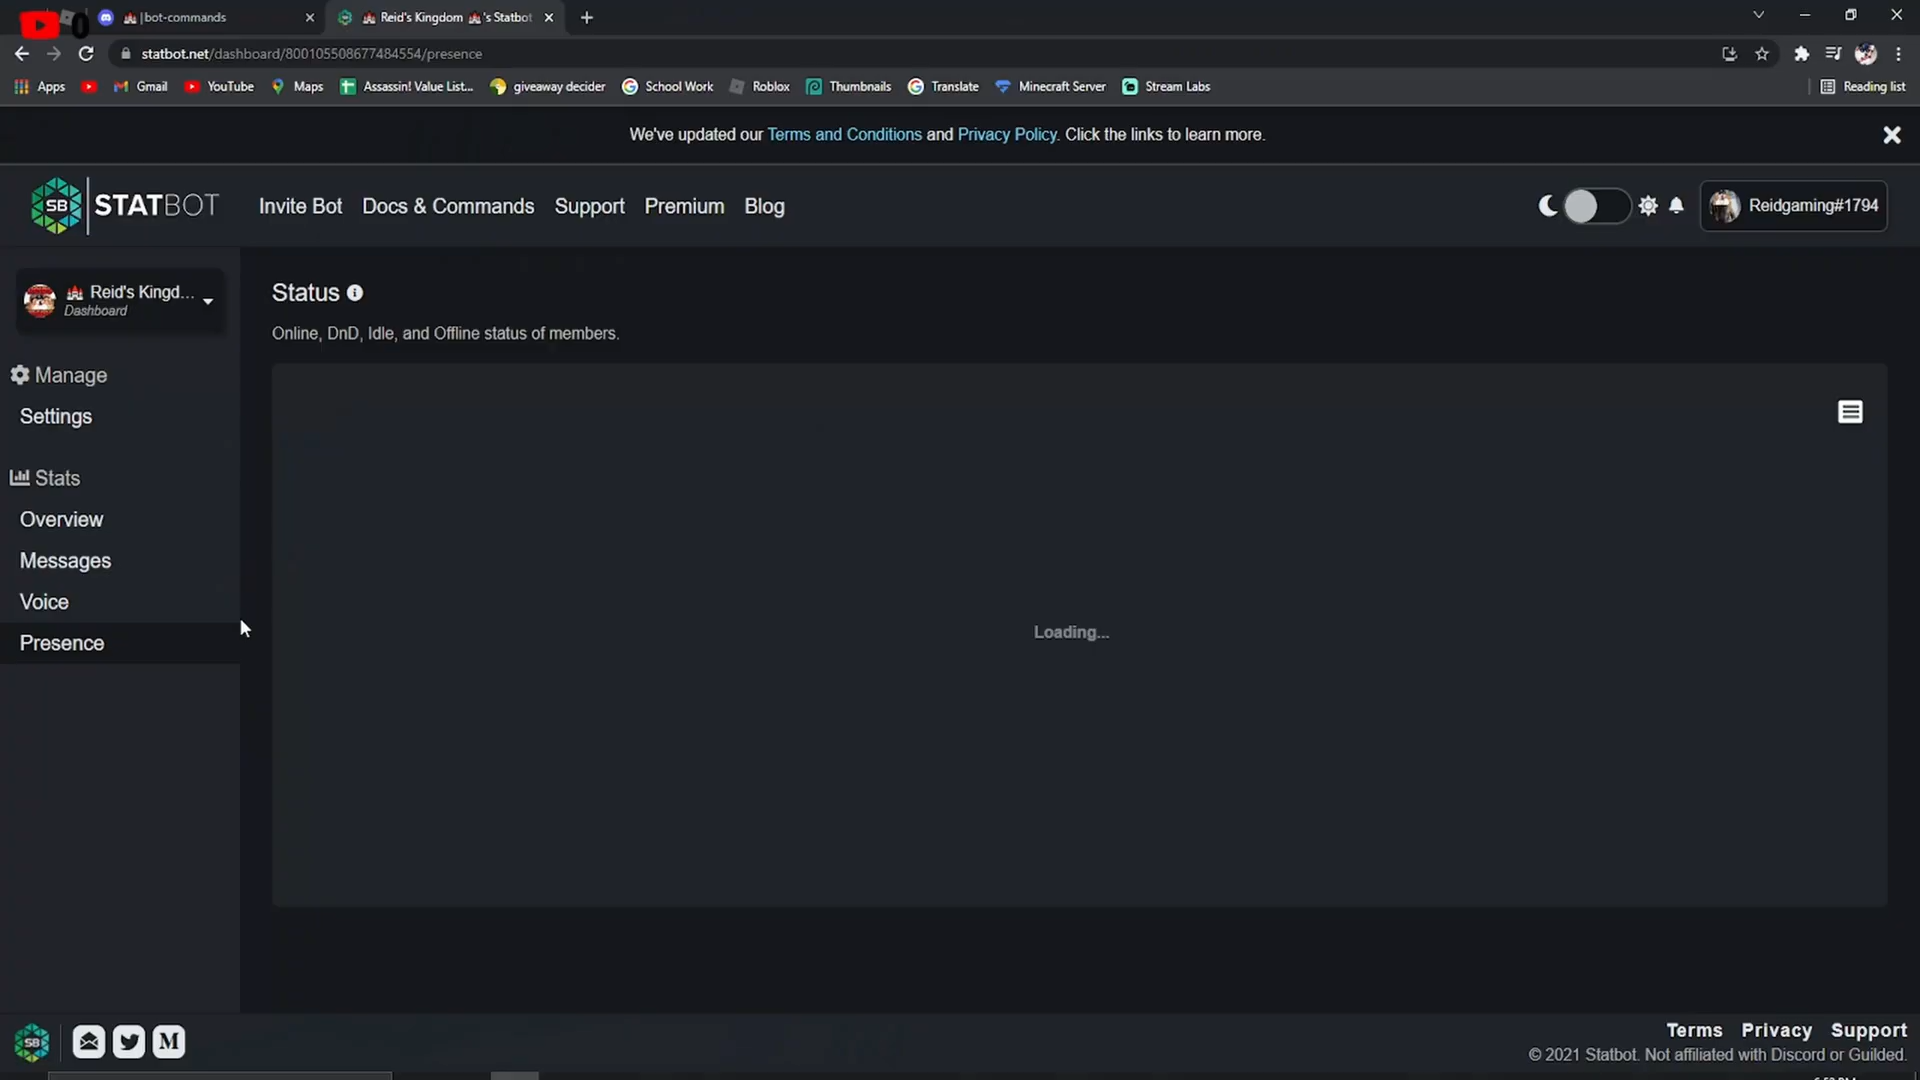 0
| bot-commands
Reid's Kingdom 's Statbot
statbot.net/dashboard/800105508677484554/presence
Apps
Gmail
YouTube
Maps
Assassin! Value List...
giveaway decider
School Work
Roblox
Thumbnails
Translate
Minecraft Server
Stream Labs
Reading list
We've updated our Terms and Conditions and Privacy Policy. Click the links to learn more.
SB STATBOT
Invite Bot
Docs & Commands
Support
Premium
Blog
Reidgaming#1794
Reid's Kingd...
Dashboard
Manage
Settings
Stats
Overview
Messages
Voice
Presence
Status
Online, DnD, Idle, and Offline status of members.
Loading...
SB
M
Terms Privacy Support
© 2021 Statbot. Not affiliated with Discord or Guilded.